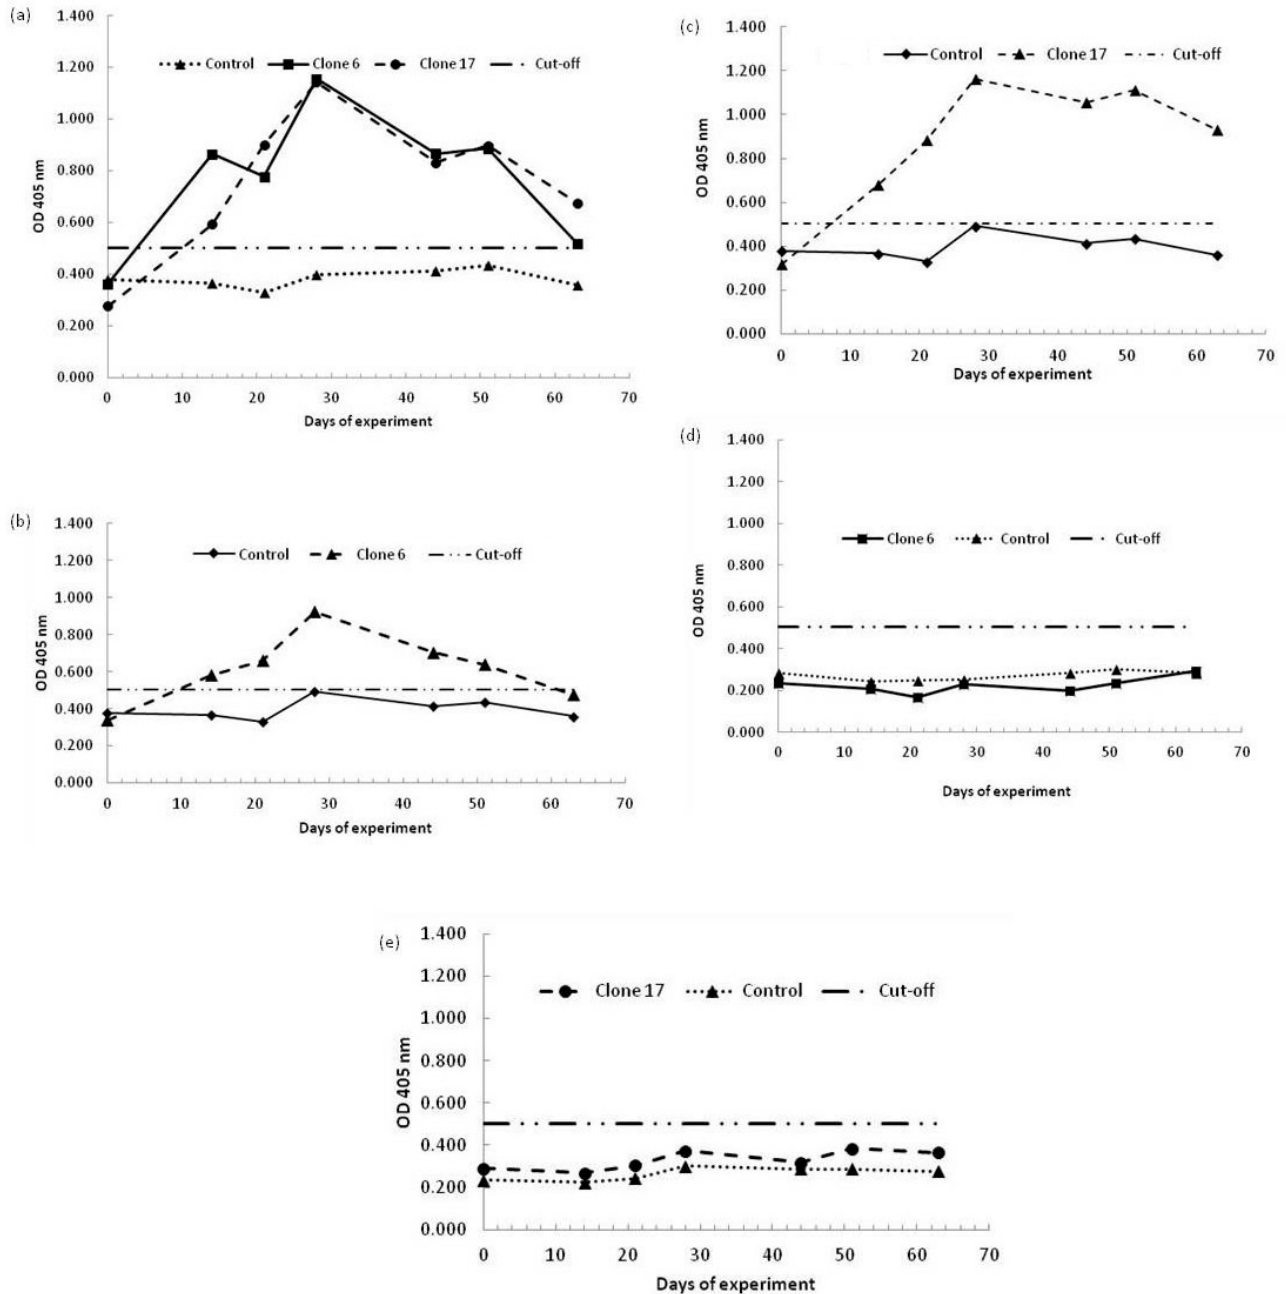 (a)
1.400
1.200
1.000
0.800
0.600
0.400
0.200
0.000
OD 405 nm
Control Clone 6 Clone 17 Cut-off
0 10 20 30 40 50 60 70
Days of experiment
(b)
1.400
1.200
1.000
0.800
0.600
0.400
0.200
0.000
OD 405 nm
Control Clone 6 Cut-off
0 10 20 30 40 50 60 70
Days of experiment
(c)
1.400
1.200
1.000
0.800
0.600
0.400
0.200
0.000
OD 405 nm
Control Clone 17 Cut-off
0 10 20 30 40 50 60 70
Days of experiment
(d)
1.400
1.200
1.000
0.800
0.600
0.400
0.200
0.000
OD 405 nm
Clone 6 Control Cut-off
0 10 20 30 40 50 60 70
Days of experiment
(e)
1.400
1.200
1.000
0.800
0.600
0.400
0.200
0.000
OD 405 nm
Clone 17 Control Cut-off
0 10 20 30 40 50 60 70
Days of experiment